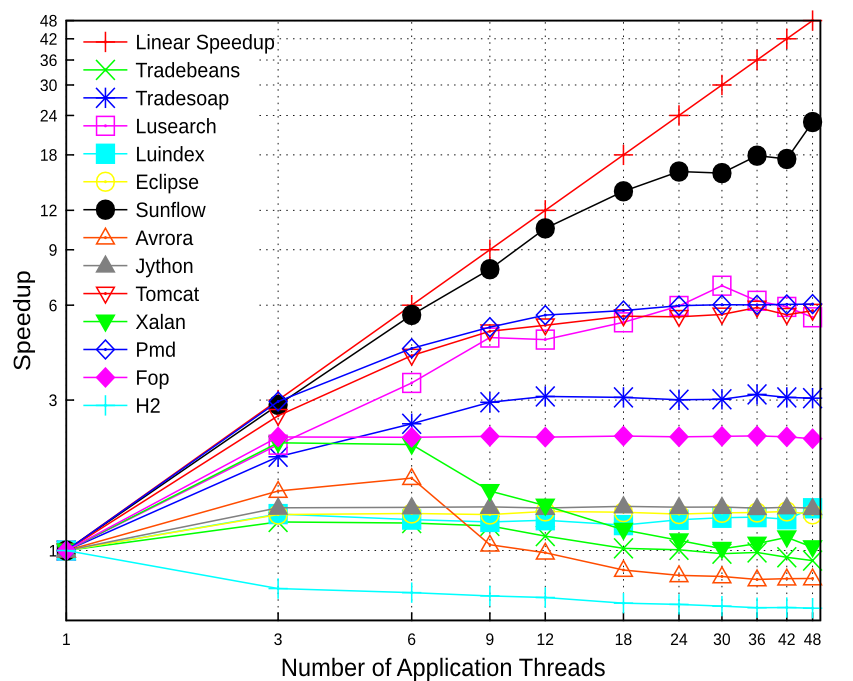 48
42
36
30
24
18
12
9
6
3
1
Speedup
Linear Speedup
Tradebeans
Tradesoap
Lusearch
Luindex
Eclipse
Sunflow
Avrora
Jython
Tomcat
Xalan
Pmd
Fop
H2
1 3 6 9 12 18 24 30 36 42 48
Number of Application Threads